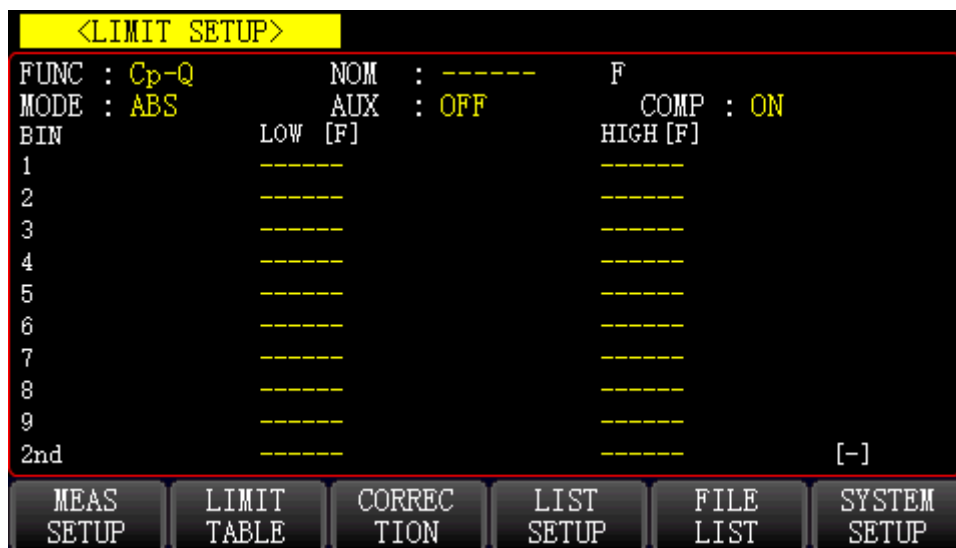 <LIMIT SETUP>
FUNC : Cp-Q NOM : ------ F
MODE : ABS AUX : OFF COMP : ON
BIN LOW [F] HIGH [F]
1 ------ ------
2 ------ ------
3 ------ ------
4 ------ ------
5 ------ ------
6 ------ ------
7 ------ ------
8 ------ ------
9 ------ ------
2nd ------ ------ [-]
MEAS SETUP LIMIT TABLE CORREC TION LIST SETUP FILE LIST SYSTEM SETUP